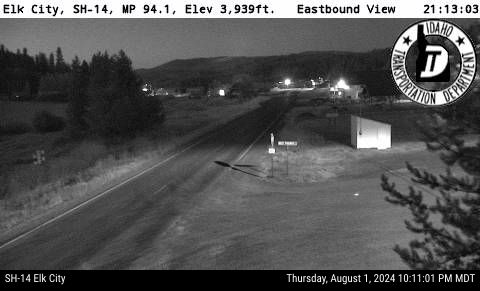 Elk City, SH-14, MP 94.1, Elev 3,939ft. Eastbound View 21:13:03
IDAHO
TRANSPORTATION DEPARTMENT
SH-14 Elk City Thursday, August 1, 2024 10:11:01 PM MDT